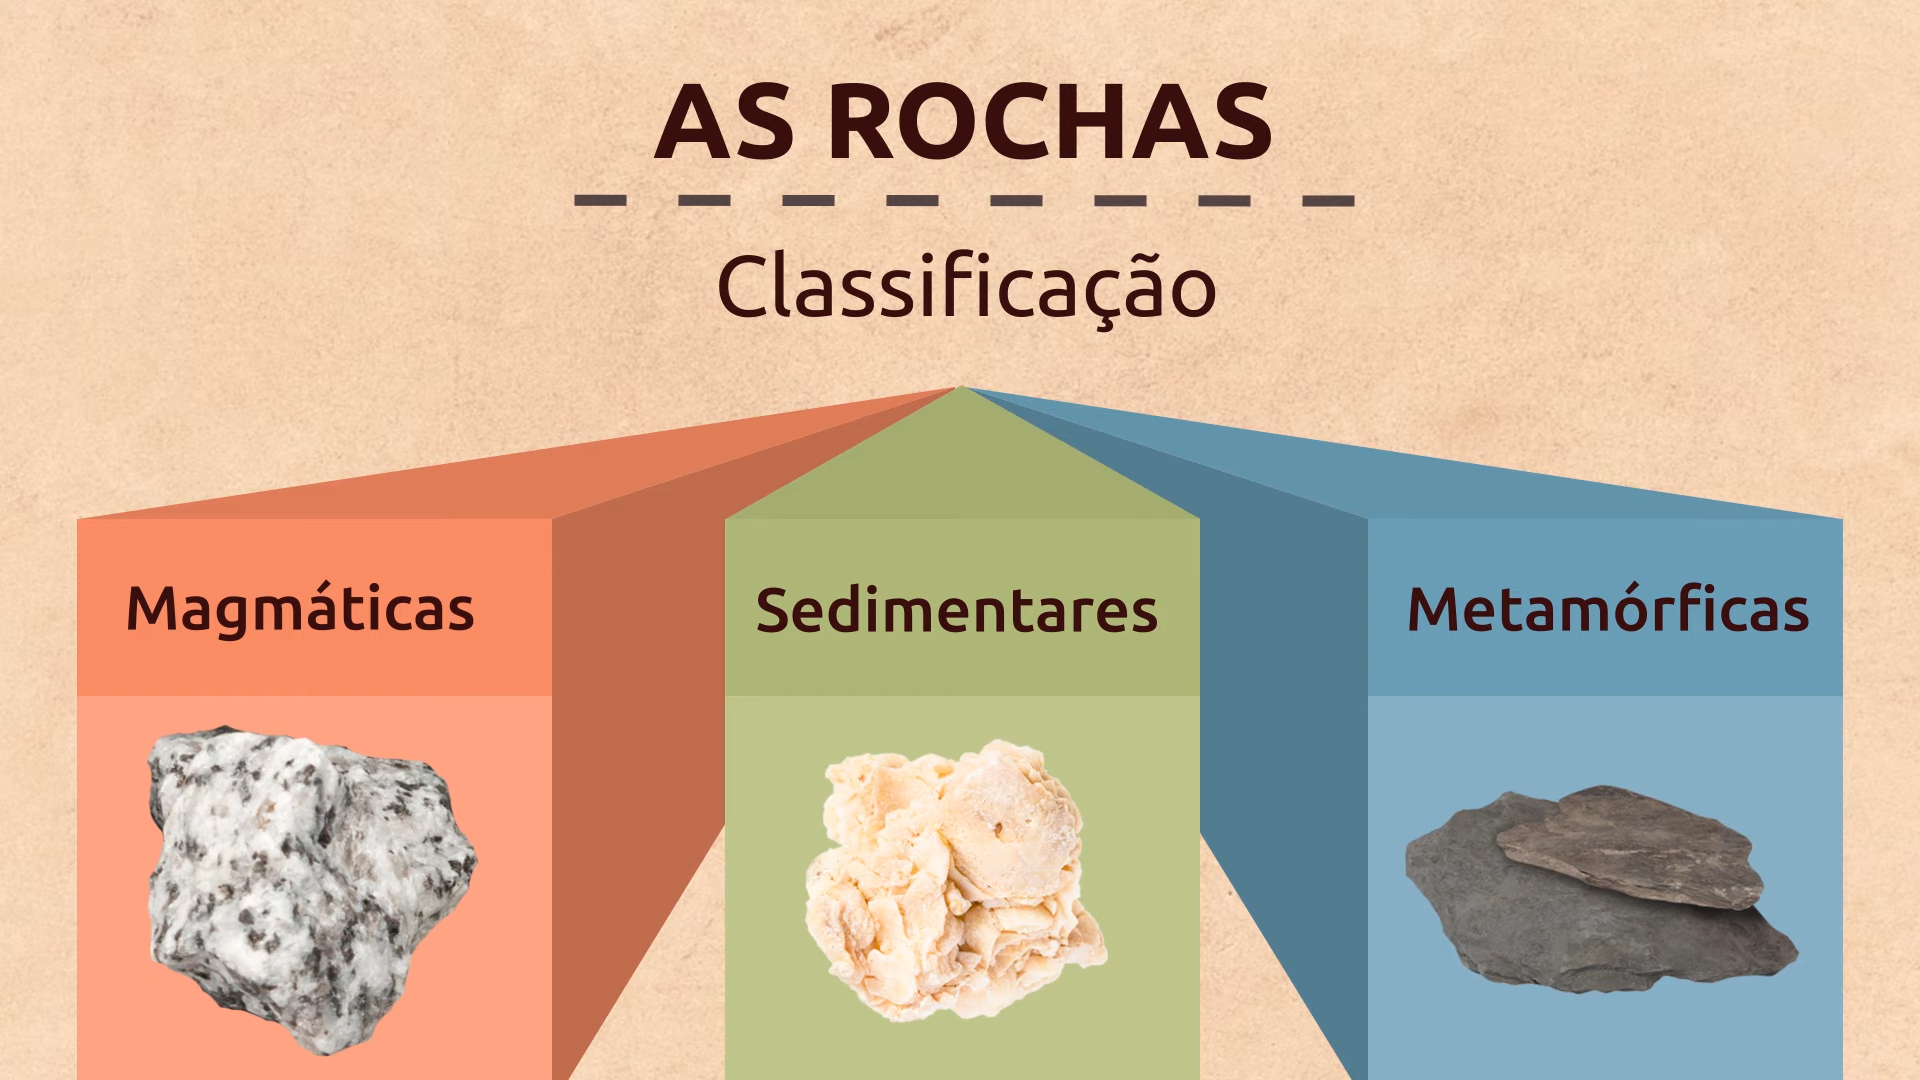 AS ROCHAS
Classificação
Magmáticas
Sedimentares
Metamórficas